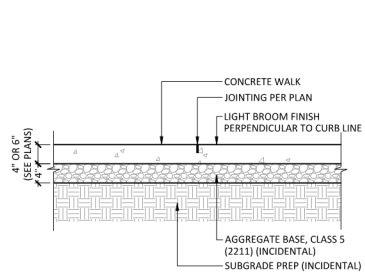 CONCRETE WALK
JOINTING PER PLAN
LIGHT BROOM FINISH
PERPENDICULAR TO CURB LINE
4" OR 6"
(SEE PLANS)
4"
AGGREGATE BASE, CLASS 5
(2211) (INCIDENTAL)
SUBGRADE PREP (INCIDENTAL)